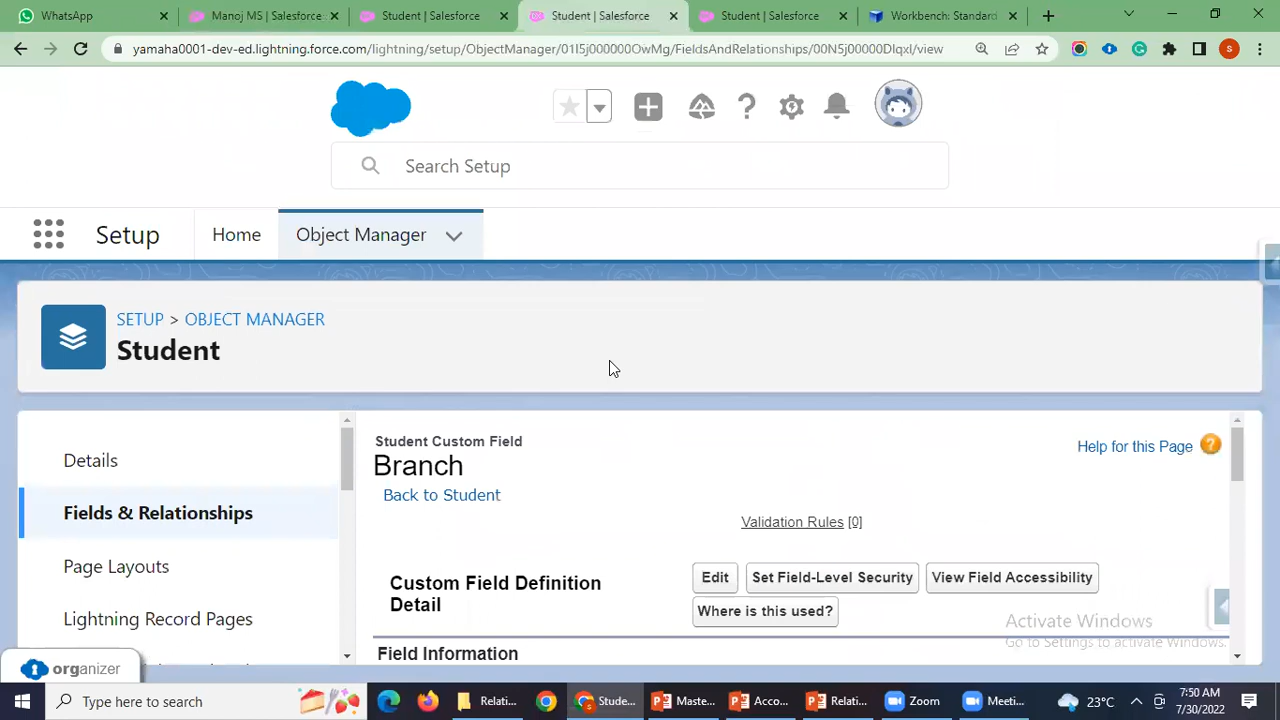 WhatsApp
Manoj MS | Salesforce
Student | Salesforce
Student | Salesforce
Student | Salesforce
Workbench: Standard
yamaha0001-dev-ed.lightning.force.com/lightning/setup/ObjectManager/01I5j000000OwMg/FieldsAndRelationships/00N5j00000DIqxI/view
S
Search Setup
Setup
Home
Object Manager
SETUP > OBJECT MANAGER
Student
Details
Fields & Relationships
Page Layouts
Lightning Record Pages
Student Custom Field
Branch
Back to Student
Help for this Page
Validation Rules [0]
Custom Field Definition
Detail
Edit
Set Field-Level Security
View Field Accessibility
Where is this used?
Field Information
Activate Windows
Go to Settings to activate Windows.
organizer
Type here to search
Relati...
Stude...
Maste...
Acco...
Relati...
Zoom
Meeti...
23°C
7:50 AM
7/30/2022